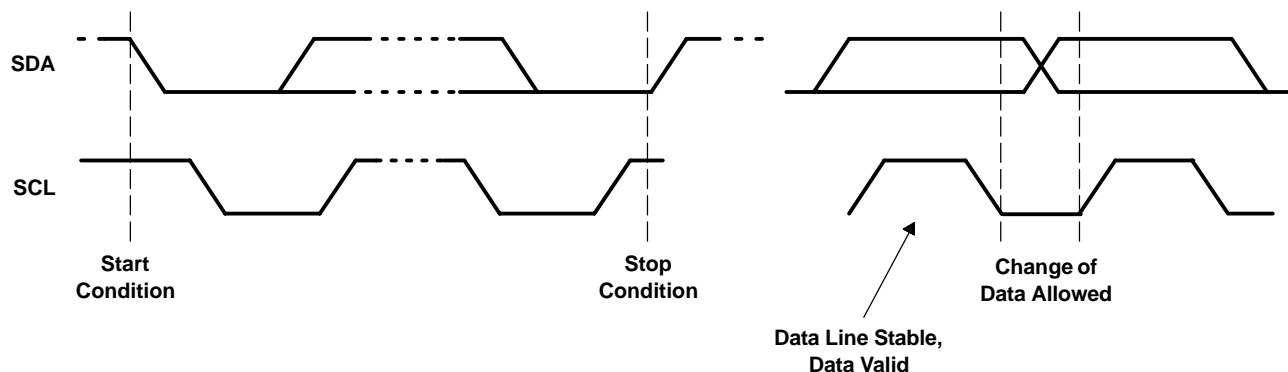 SDA
SCL
Start
Condition
Stop
Condition
Change of
Data Allowed
Data Line Stable,
Data Valid